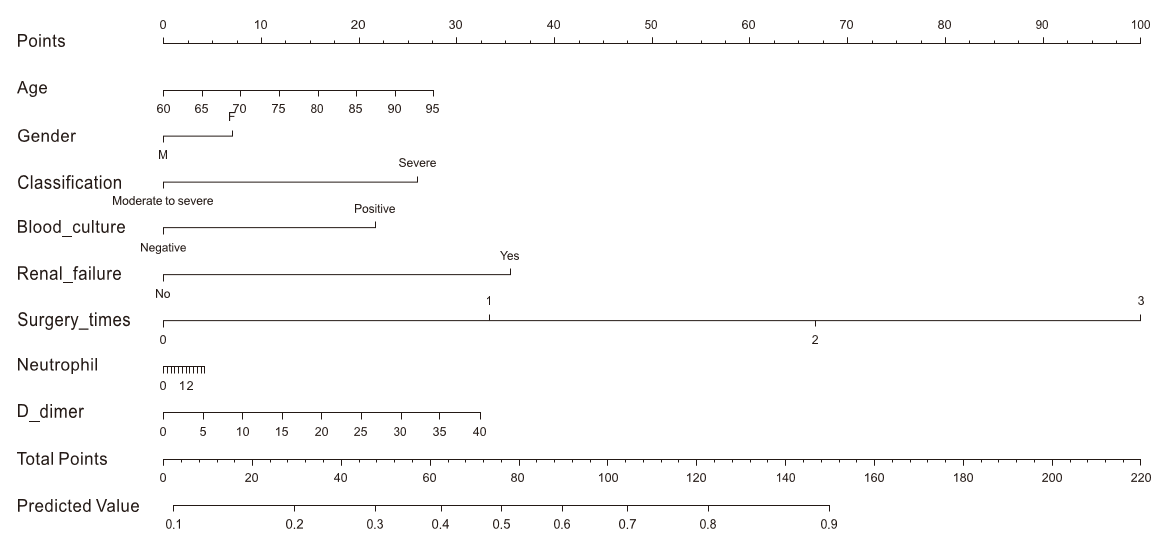 0 10 20 30 40 50 60 70 80 90 100
Points
Age
60 65 70 75 80 85 90 95
F
Gender
M
Severe
Classification
Moderate to severe
Positive
Blood_culture
Negative
Yes
Renal_failure
No
1 3
Surgery_times
0 2
Neutrophil
0 12
D_dimer
0 5 10 15 20 25 30 35 40
Total Points
0 20 40 60 80 100 120 140 160 180 200 220
Predicted Value
0.1 0.2 0.3 0.4 0.5 0.6 0.7 0.8 0.9